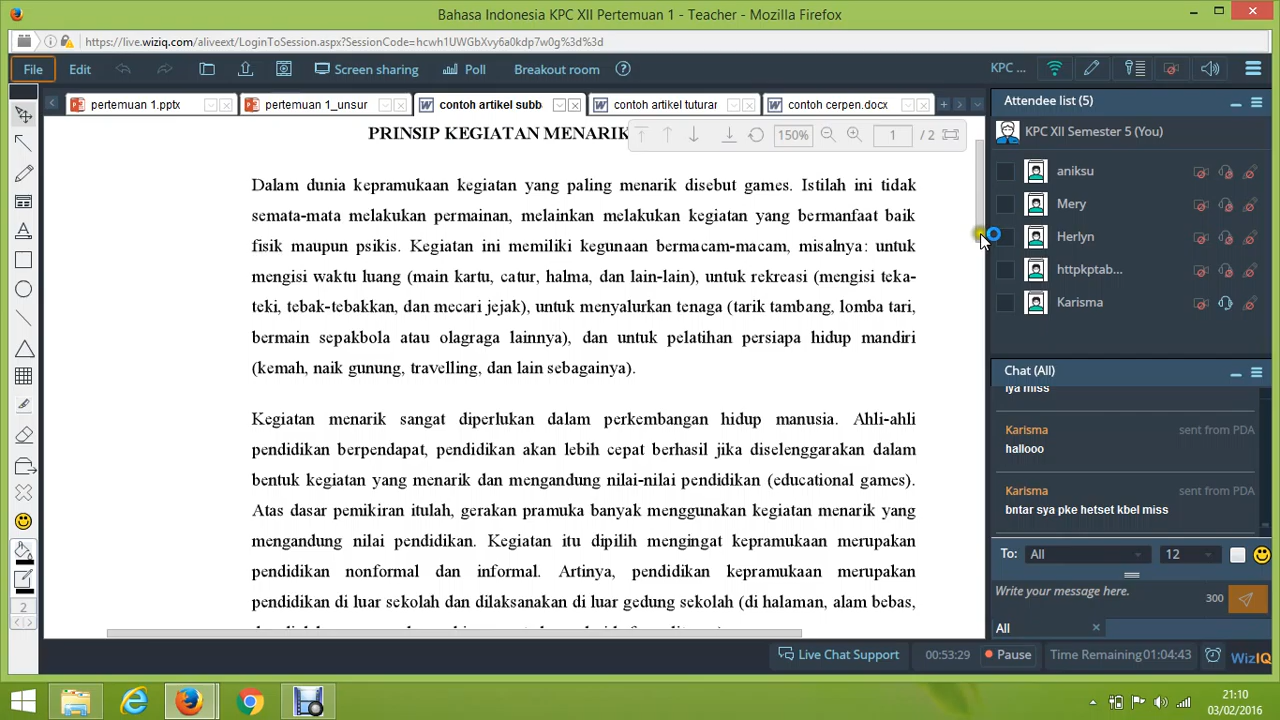 Bahasa Indonesia KPC XII Pertemuan 1 - Teacher - Mozilla Firefox
https://live.wiziq.com/aliveext/LoginToSession.aspx?SessionCode=hcwh1UWGbXvy6a0kdp7w0g%3d%3d
File Edit Screen sharing Poll Breakout room KPC ...
pertemuan 1.pptx pertemuan 1_unsur contoh artikel subb contoh artikel tuturar contoh cerpen.docx
150% 1 / 2
PRINSIP KEGIATAN MENARIK
Dalam dunia kepramukaan kegiatan yang paling menarik disebut games. Istilah ini tidak
semata-mata melakukan permainan, melainkan melakukan kegiatan yang bermanfaat baik
fisik maupun psikis. Kegiatan ini memiliki kegunaan bermacam-macam, misalnya: untuk
mengisi waktu luang (main kartu, catur, halma, dan lain-lain), untuk rekreasi (mengisi teka-
teki, tebak-tebakkan, dan mecari jejak), untuk menyalurkan tenaga (tarik tambang, lomba tari,
bermain sepakbola atau olagraga lainnya), dan untuk pelatihan persiapa hidup mandiri
(kemah, naik gunung, travelling, dan lain sebagainya).
Kegiatan menarik sangat diperlukan dalam perkembangan hidup manusia. Ahli-ahli
pendidikan berpendapat, pendidikan akan lebih cepat berhasil jika diselenggarakan dalam
bentuk kegiatan yang menarik dan mengandung nilai-nilai pendidikan (educational games).
Atas dasar pemikiran itulah, gerakan pramuka banyak menggunakan kegiatan menarik yang
mengandung nilai pendidikan. Kegiatan itu dipilih mengingat kepramukaan merupakan
pendidikan nonformal dan informal. Artinya, pendidikan kepramukaan merupakan
pendidikan di luar sekolah dan dilaksanakan di luar gedung sekolah (di halaman, alam bebas,
Attendee list (5)
KPC XII Semester 5 (You)
aniksu
Mery
Herlyn
httpkptab...
Karisma
Chat (All)
iya miss
Karisma sent from PDA
hallooo
Karisma sent from PDA
bntar sya pke hetset kbel miss
To: All 12
Write your message here. 300
All
2
Live Chat Support 00:53:29 Pause Time Remaining01:04:43 WizIQ
21:10
03/02/2016